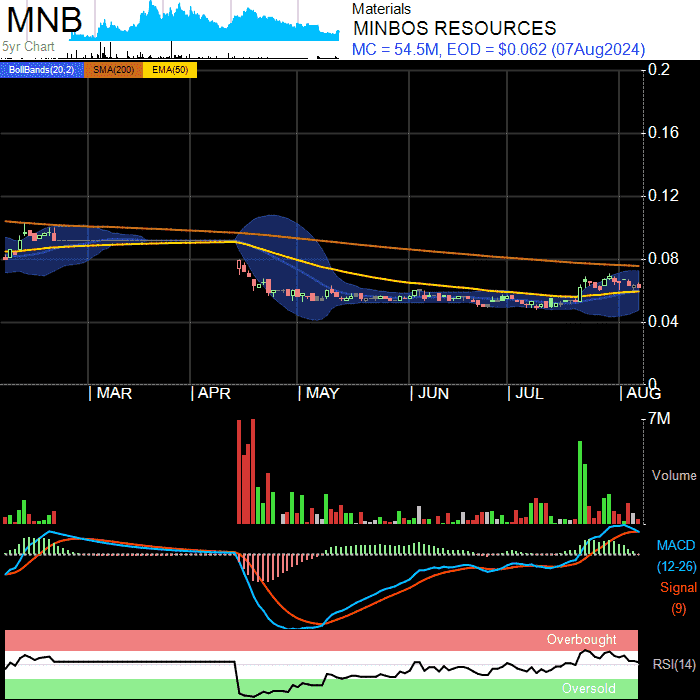 MNB
5yr Chart
Materials
MINBOS RESOURCES
MC = 54.5M, EOD = $0.062 (07Aug2024)
BollBands(20,2) SMA(200) EMA(50)
0.2
0.16
0.12
0.08
0.04
0
MAR APR MAY JUN JUL AUG
7M
Volume
MACD
(12-26)
Signal
(9)
Overbought
RSI(14)
Oversold